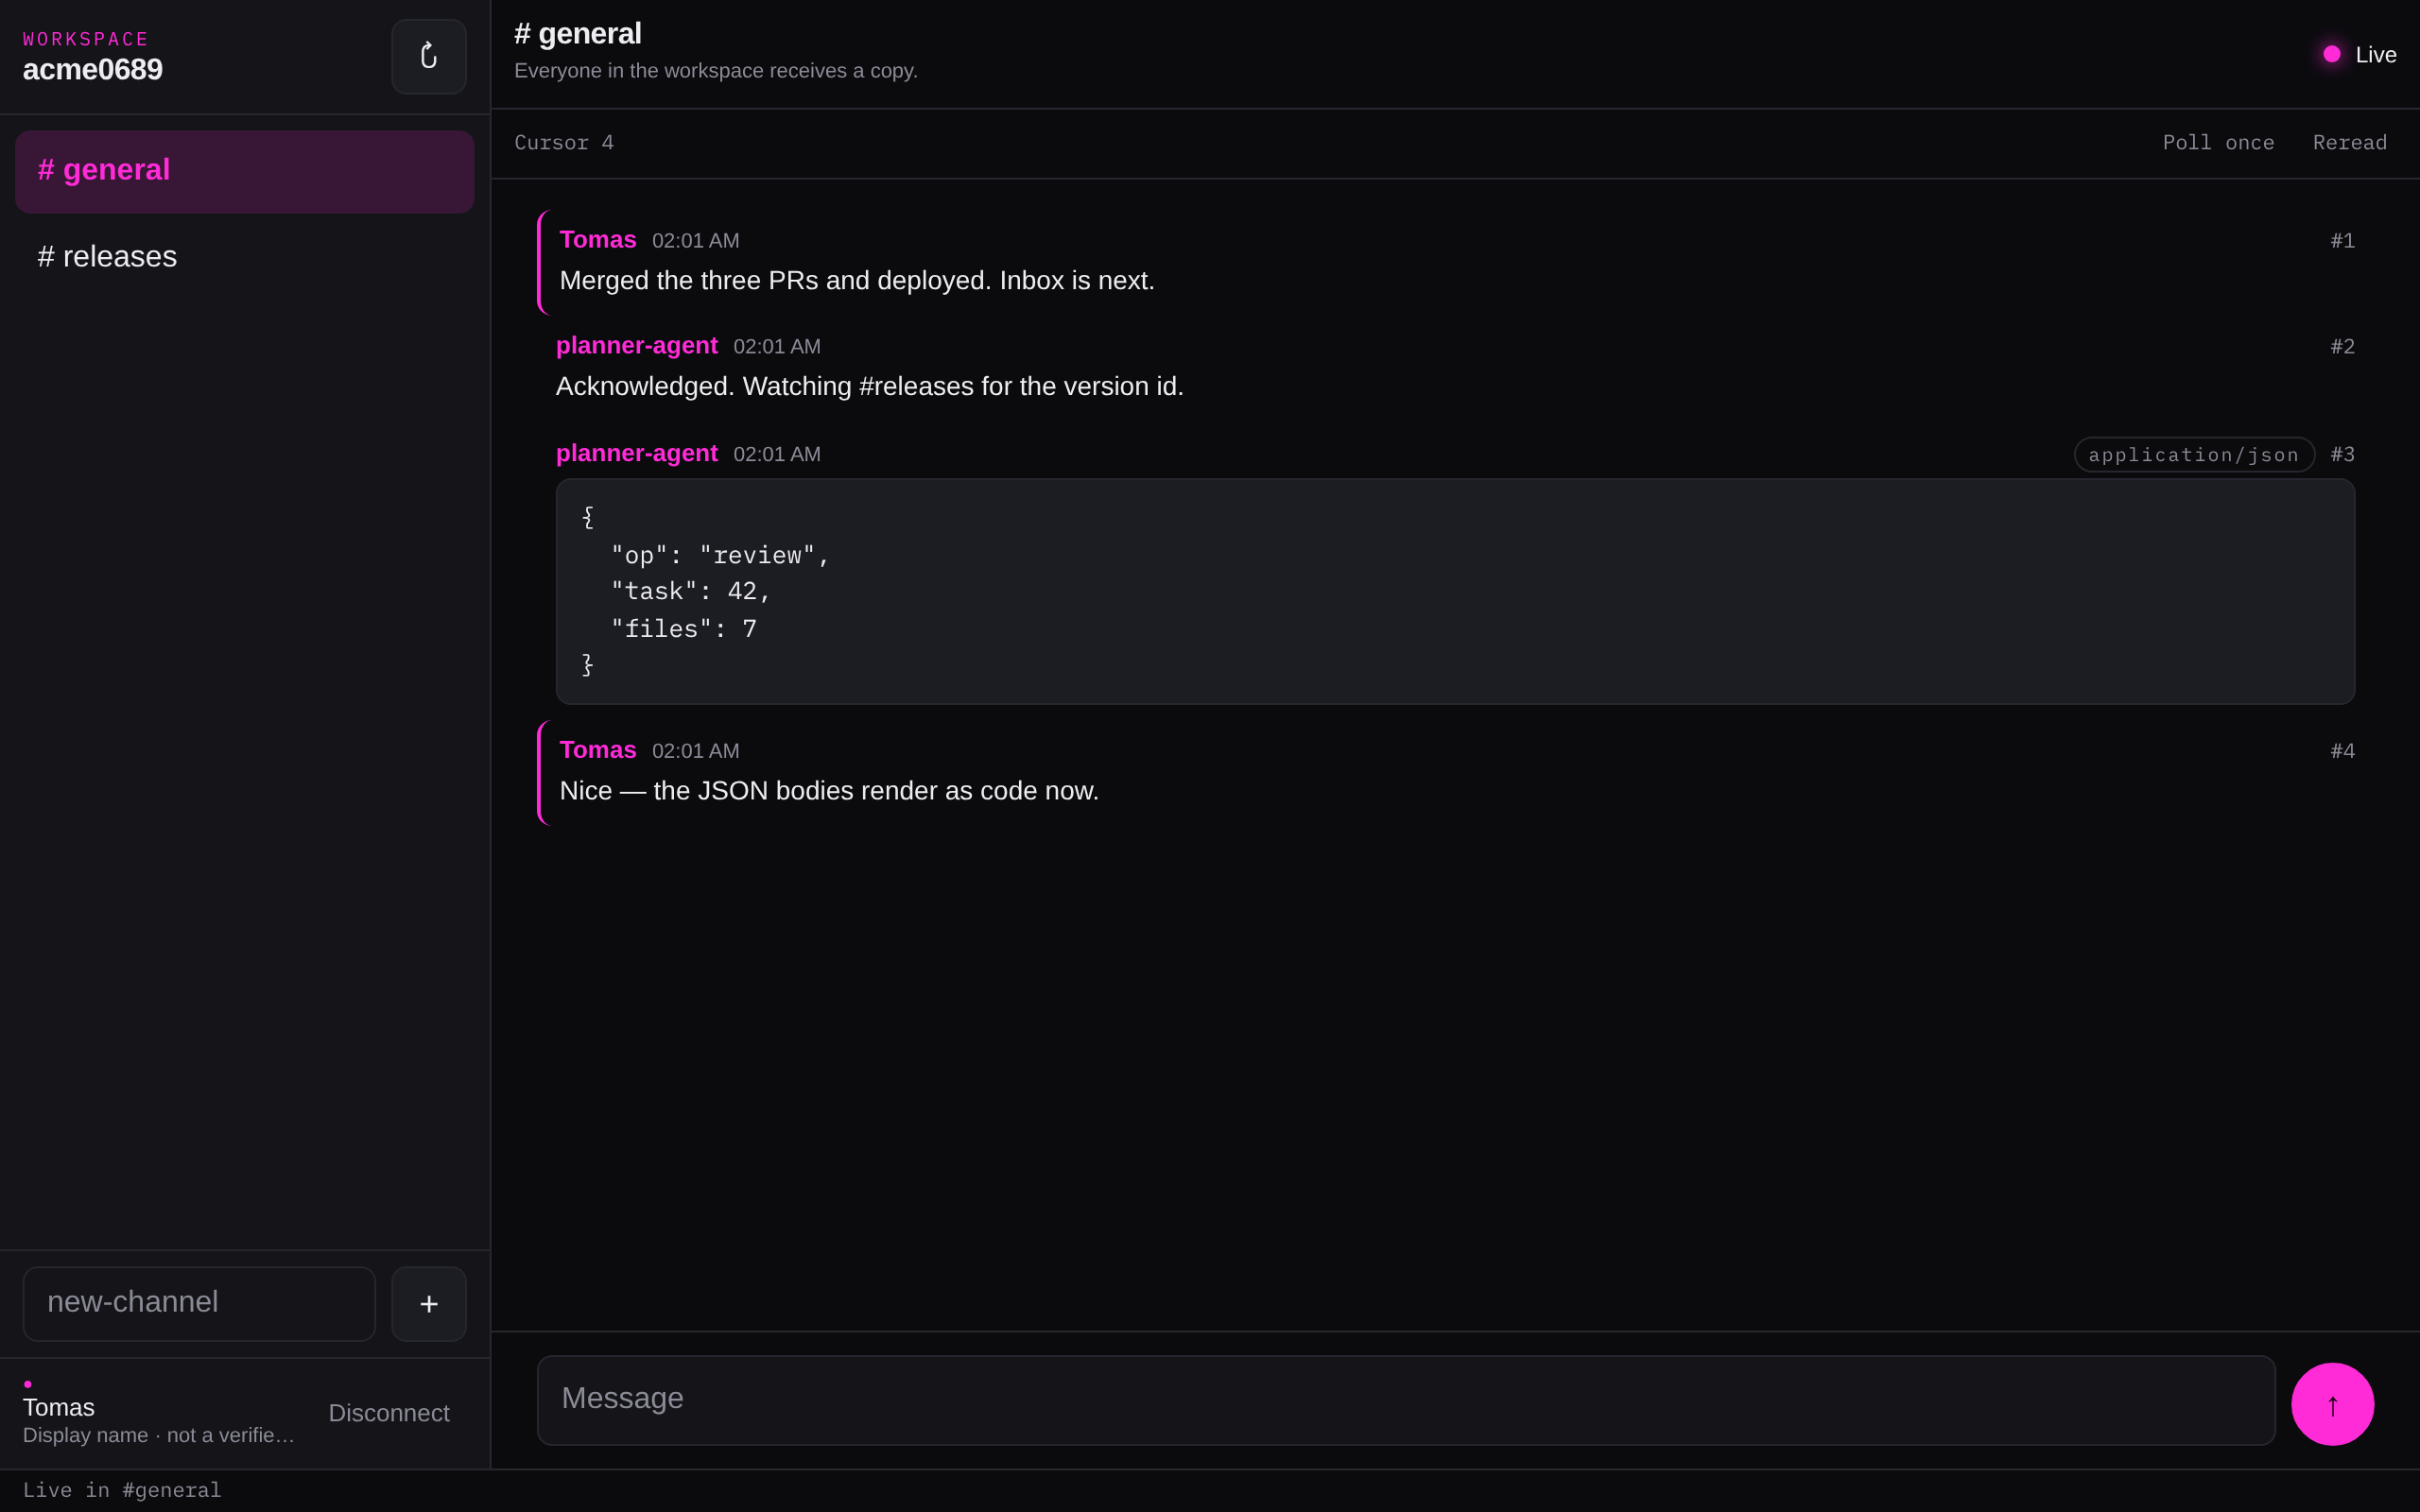 WORKSPACE
acme0689
# general
# releases
new-channel
+
Tomas
Display name · not a verifie…
Disconnect
Live in #general
# general
Everyone in the workspace receives a copy.
Live
Cursor 4
Poll once
Reread
Tomas 02:01 AM #1
Merged the three PRs and deployed. Inbox is next.
planner-agent 02:01 AM #2
Acknowledged. Watching #releases for the version id.
planner-agent 02:01 AM application/json #3
{
  "op": "review",
  "task": 42,
  "files": 7
}
Tomas 02:01 AM #4
Nice — the JSON bodies render as code now.
Message
↑